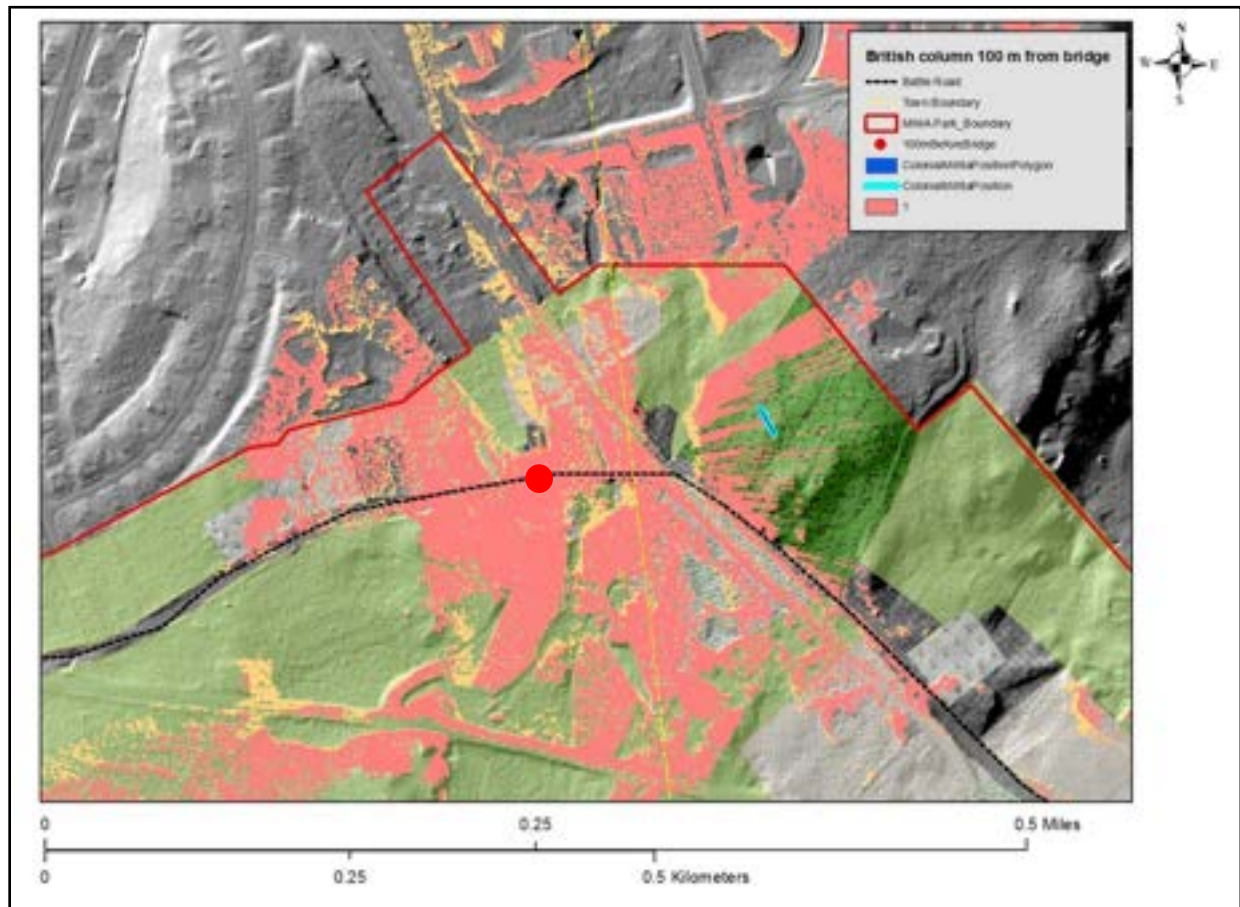 N
W E
S
British column 100 m from bridge
Battle Road
Town Boundary
MIMA Park_Boundary
100mBeforeBridge
ColonialMilitiaPositionPolygon
ColonialMilitiaPosition
1
0 0.25 0.5 Miles
0 0.25 0.5 Kilometers